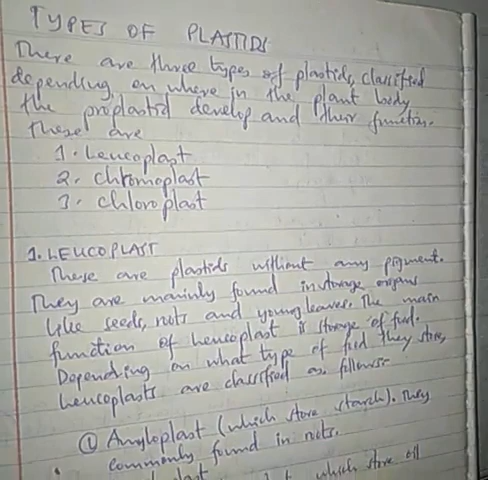 TYPES OF PLASTIDS
There are three types of plastids, classified
depending on where in the plant body
the proplastid develop and their function.
These are
1. Leucoplast
2. Chromoplast
3. Chloroplast
1. LEUCOPLAST
These are plastids without any pigment.
They are mainly found in storage organs
like seeds, roots and young leaves. The main
function of leucoplast is storage of food.
Depending on what type of food they store,
leucoplasts are classified as follows:-
① Amyloplast (which store starch). They
commonly found in roots.
which store oil